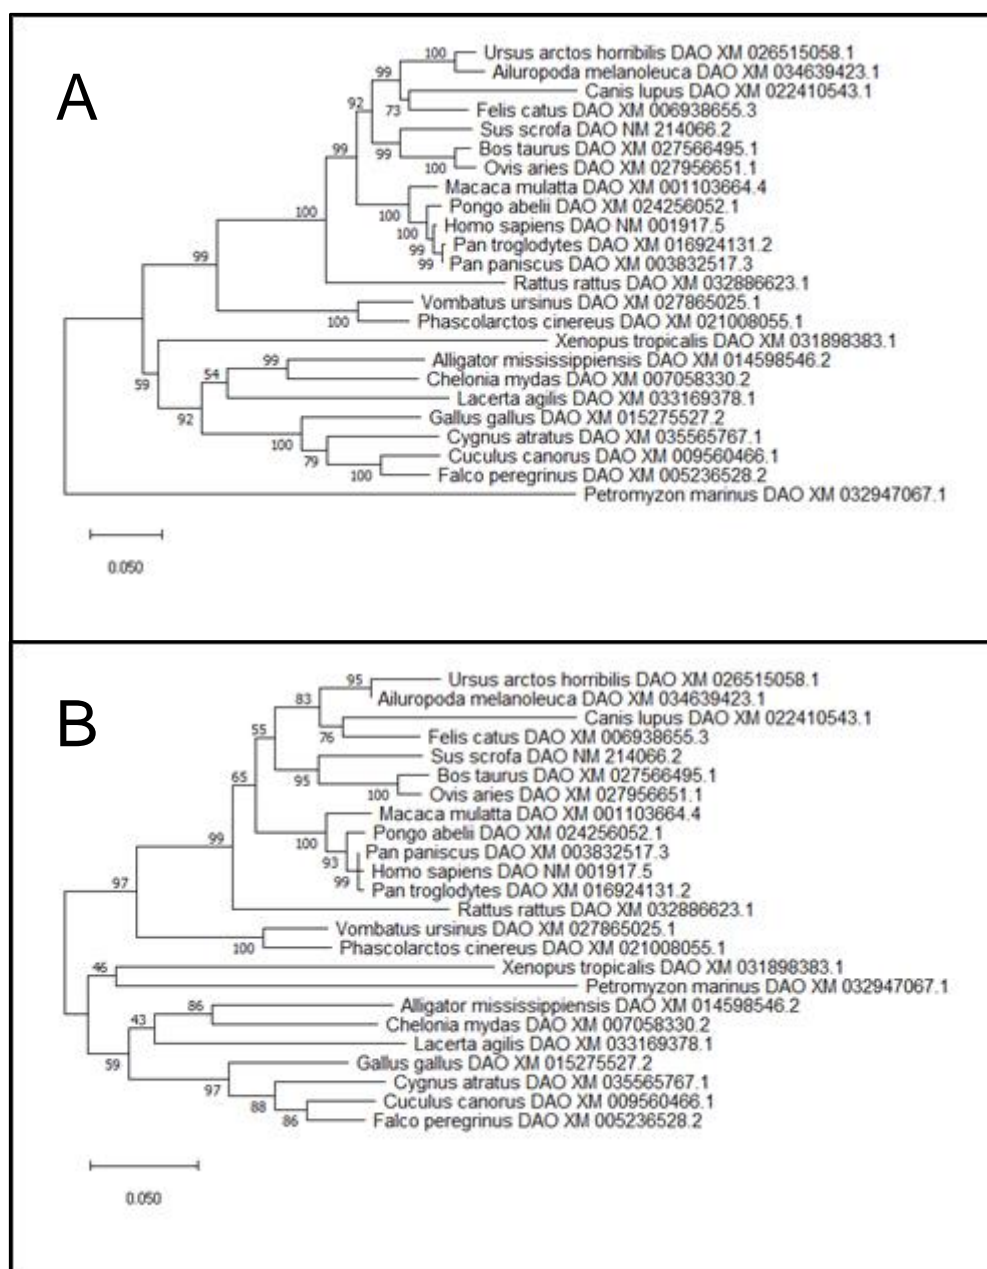 A
100 Ursus arctos horribilis DAO XM 026515058.1
99 Ailuropoda melanoleuca DAO XM 034639423.1
Canis lupus DAO XM 022410543.1
92 73 Felis catus DAO XM 006938655.3
Sus scrofa DAO NM 214066.2
99 99 Bos taurus DAO XM 027566495.1
100 Ovis aries DAO XM 027956651.1
Macaca mulatta DAO XM 001103664.4
100 100 Pongo abelii DAO XM 024256052.1
100 Homo sapiens DAO NM 001917.5
99 Pan troglodytes DAO XM 016924131.2
99 99 Pan paniscus DAO XM 003832517.3
Rattus rattus DAO XM 032886623.1
Vombatus ursinus DAO XM 027865025.1
100 Phascolarctos cinereus DAO XM 021008055.1
Xenopus tropicalis DAO XM 031898383.1
99 Alligator mississippiensis DAO XM 014598546.2
59 54 Chelonia mydas DAO XM 007058330.2
Lacerta agilis DAO XM 033169378.1
92 Gallus gallus DAO XM 015275527.2
100 Cygnus atratus DAO XM 035565767.1
79 Cuculus canorus DAO XM 009560466.1
100 Falco peregrinus DAO XM 005236528.2
Petromyzon marinus DAO XM 032947067.1
0.050
B
95 Ursus arctos horribilis DAO XM 026515058.1
83 Ailuropoda melanoleuca DAO XM 034639423.1
Canis lupus DAO XM 022410543.1
55 76 Felis catus DAO XM 006938655.3
Sus scrofa DAO NM 214066.2
65 95 Bos taurus DAO XM 027566495.1
100 Ovis aries DAO XM 027956651.1
Macaca mulatta DAO XM 001103664.4
Pongo abelii DAO XM 024256052.1
99 100 Pan paniscus DAO XM 003832517.3
93 Homo sapiens DAO NM 001917.5
97 99 Pan troglodytes DAO XM 016924131.2
Rattus rattus DAO XM 032886623.1
Vombatus ursinus DAO XM 027865025.1
100 Phascolarctos cinereus DAO XM 021008055.1
46 Xenopus tropicalis DAO XM 031898383.1
Petromyzon marinus DAO XM 032947067.1
86 Alligator mississippiensis DAO XM 014598546.2
43 Chelonia mydas DAO XM 007058330.2
Lacerta agilis DAO XM 033169378.1
59 Gallus gallus DAO XM 015275527.2
97 Cygnus atratus DAO XM 035565767.1
88 Cuculus canorus DAO XM 009560466.1
86 Falco peregrinus DAO XM 005236528.2
0.050